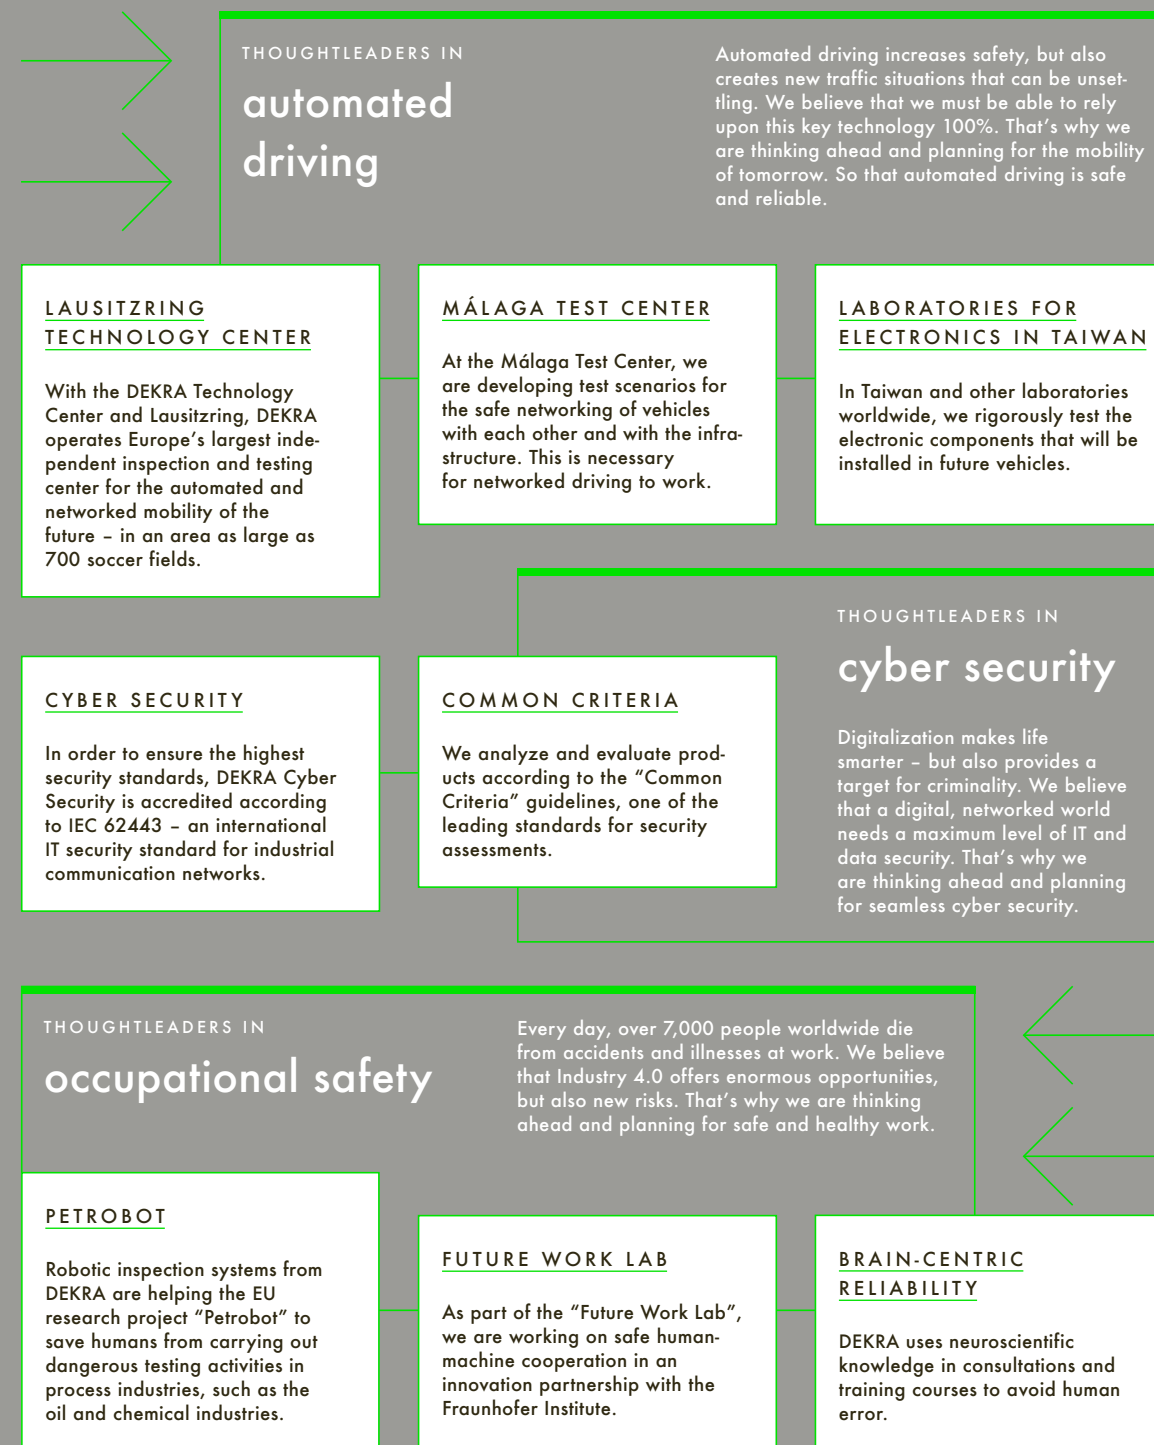 THOUGHTLEADERS IN
automated
driving
Automated driving increases safety, but also
creates new traffic situations that can be unset-
tling. We believe that we must be able to rely
upon this key technology 100%. That's why we
are thinking ahead and planning for the mobility
of tomorrow. So that automated driving is safe
and reliable.
LAUSITZRING
TECHNOLOGY CENTER
With the DEKRA Technology
Center and Lausitzring, DEKRA
operates Europe's largest inde-
pendent inspection and testing
center for the automated and
networked mobility of the
future – in an area as large as
700 soccer fields.
MÁLAGA TEST CENTER
At the Málaga Test Center, we
are developing test scenarios for
the safe networking of vehicles
with each other and with the infra-
structure. This is necessary
for networked driving to work.
LABORATORIES FOR
ELECTRONICS IN TAIWAN
In Taiwan and other laboratories
worldwide, we rigorously test the
electronic components that will be
installed in future vehicles.
THOUGHTLEADERS IN
cyber security
Digitalization makes life
smarter – but also provides a
target for criminality. We believe
that a digital, networked world
needs a maximum level of IT and
data security. That's why we
are thinking ahead and planning
for seamless cyber security.
CYBER SECURITY
In order to ensure the highest
security standards, DEKRA Cyber
Security is accredited according
to IEC 62443 – an international
IT security standard for industrial
communication networks.
COMMON CRITERIA
We analyze and evaluate prod-
ucts according to the “Common
Criteria” guidelines, one of the
leading standards for security
assessments.
THOUGHTLEADERS IN
occupational safety
Every day, over 7,000 people worldwide die
from accidents and illnesses at work. We believe
that Industry 4.0 offers enormous opportunities,
but also new risks. That's why we are thinking
ahead and planning for safe and healthy work.
PETROBOT
Robotic inspection systems from
DEKRA are helping the EU
research project “Petrobot” to
save humans from carrying out
dangerous testing activities in
process industries, such as the
oil and chemical industries.
FUTURE WORK LAB
As part of the “Future Work Lab”,
we are working on safe human-
machine cooperation in an
innovation partnership with the
Fraunhofer Institute.
BRAIN-CENTRIC
RELIABILITY
DEKRA uses neuroscientific
knowledge in consultations and
training courses to avoid human
error.